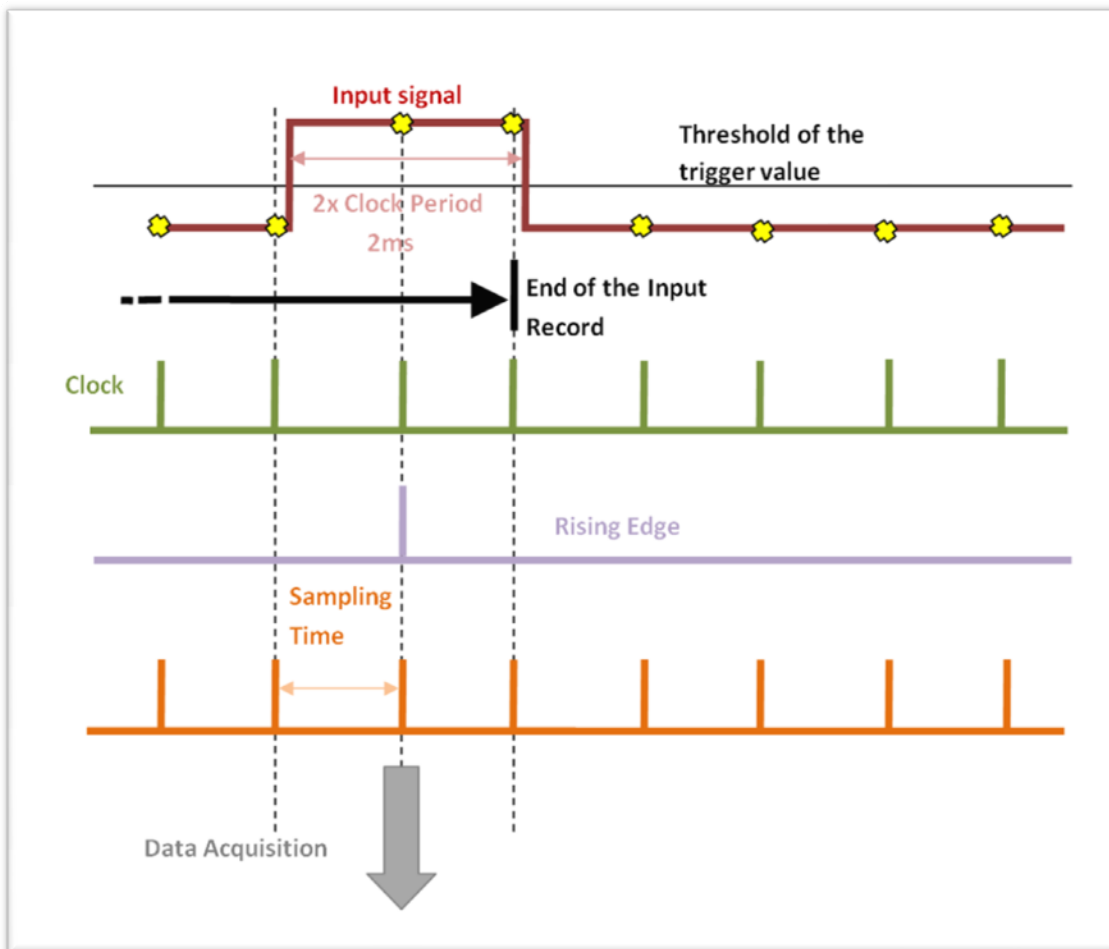 Input signal
Threshold of the
trigger value
2x Clock Period
2ms
End of the Input
Record
Clock
Rising Edge
Sampling
Time
Data Acquisition